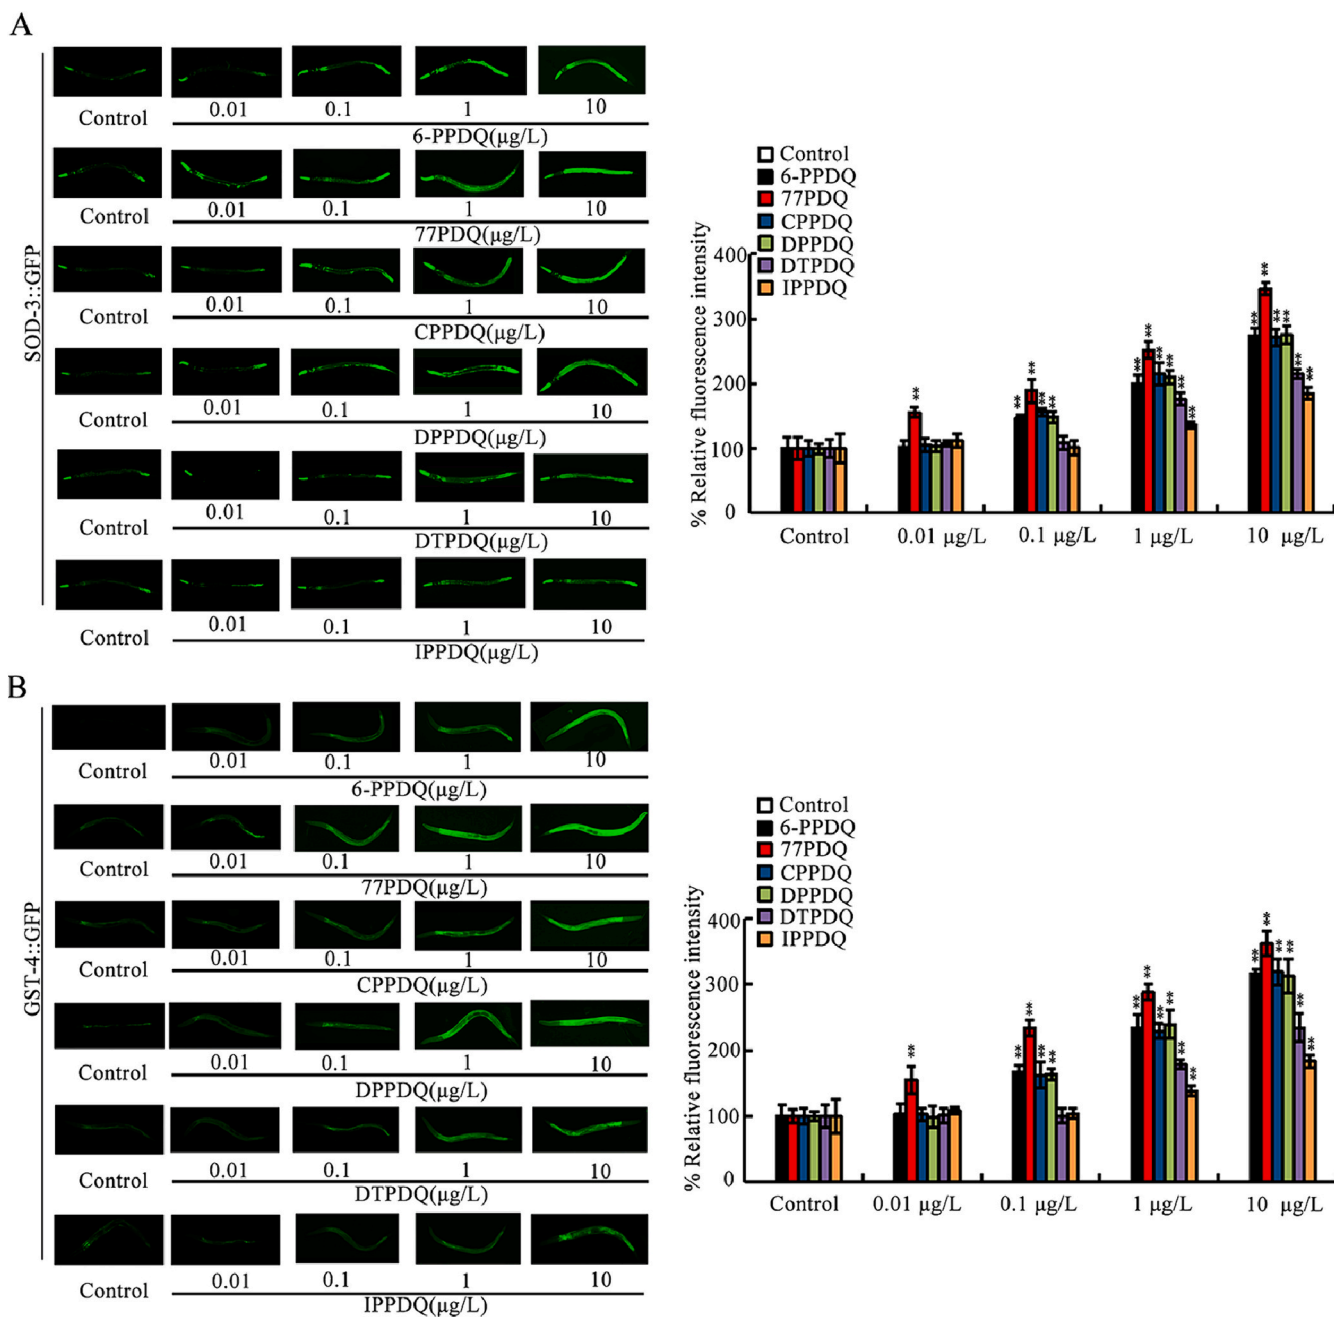 A
SOD-3::GFP
Control 0.01 0.1 1 10
6-PPDQ(µg/L)
Control 0.01 0.1 1 10
77PDQ(µg/L)
Control 0.01 0.1 1 10
CPPDQ(µg/L)
Control 0.01 0.1 1 10
DPPDQ(µg/L)
Control 0.01 0.1 1 10
DTPDQ(µg/L)
Control 0.01 0.1 1 10
IPPDQ(µg/L)
% Relative fluorescence intensity
Control
6-PPDQ
77PDQ
CPPDQ
DPPDQ
DTPDQ
IPPDQ
400
300
200
100
0
** ** ** ** ** ** ** ** ** ** ** ** ** ** ** ** **
Control 0.01 µg/L 0.1 µg/L 1 µg/L 10 µg/L
B
GST-4::GFP
Control 0.01 0.1 1 10
6-PPDQ(µg/L)
Control 0.01 0.1 1 10
77PDQ(µg/L)
Control 0.01 0.1 1 10
CPPDQ(µg/L)
Control 0.01 0.1 1 10
DPPDQ(µg/L)
Control 0.01 0.1 1 10
DTPDQ(µg/L)
Control 0.01 0.1 1 10
IPPDQ(µg/L)
% Relative fluorescence intensity
Control
6-PPDQ
77PDQ
CPPDQ
DPPDQ
DTPDQ
IPPDQ
400
300
200
100
0
** ** ** ** ** ** ** ** ** ** ** ** ** ** ** ** **
Control 0.01 µg/L 0.1 µg/L 1 µg/L 10 µg/L